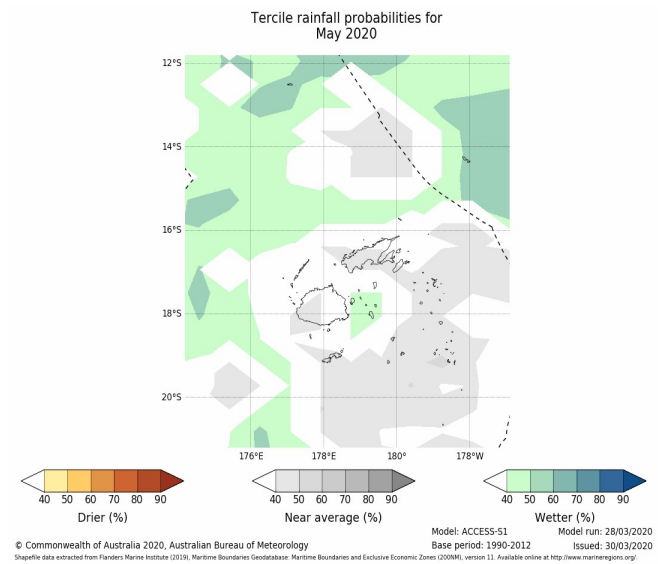 Tercile rainfall probabilities for
May 2020
12°S
14°S
16°S
18°S
20°S
176°E 178°E 180° 178°W
40 50 60 70 80 90
Drier (%)
40 50 60 70 80 90
Near average (%)
40 50 60 70 80 90
Wetter (%)
Model: ACCESS-S1 Model run: 28/03/2020
© Commonwealth of Australia 2020, Australian Bureau of Meteorology Base period: 1990-2012 Issued: 30/03/2020
Shapefile data extracted from Flanders Marine Institute (2019), Maritime Boundaries Geodatabase: Maritime Boundaries and Exclusive Economic Zones (200NM), version 11. Available online at http://www.marineregions.org/.